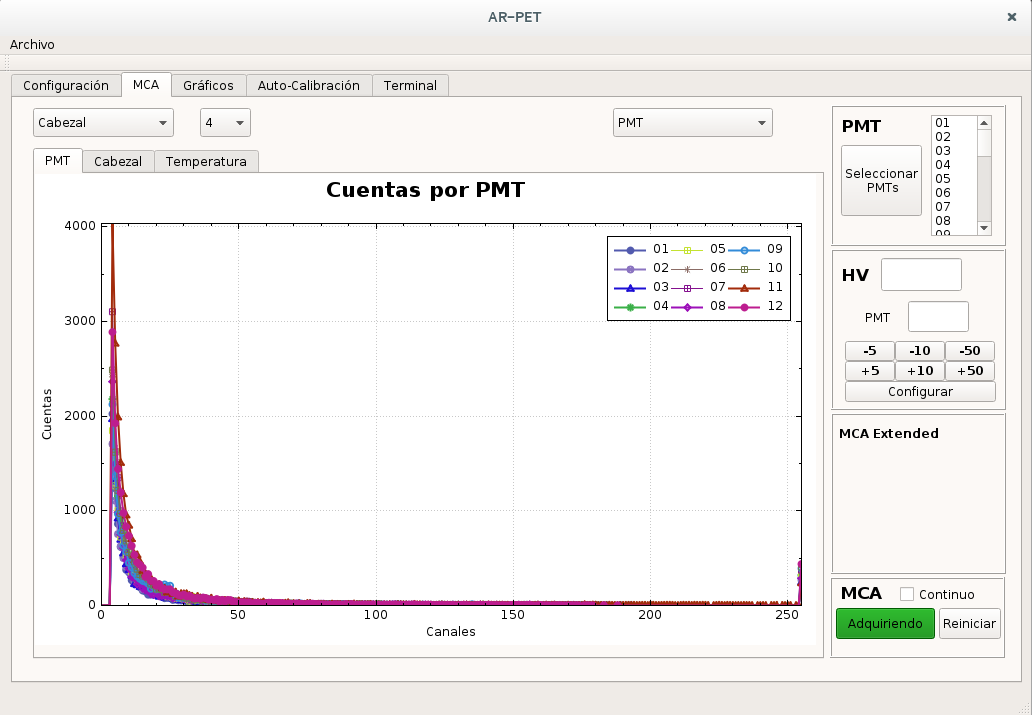 AR-PET
Archivo
Configuración MCA Gráficos Auto-Calibración Terminal
Cabezal 4 PMT
PMT Cabezal Temperatura
Cuentas por PMT
4000
3000
2000
1000
0
Cuentas
0 50 100 150 200 250
Canales
01 05 09
02 06 10
03 07 11
04 08 12
PMT
Seleccionar
PMTs
01
02
03
04
05
06
07
08
09
HV
PMT
-5 -10 -50
+5 +10 +50
Configurar
MCA Extended
MCA Continuo
Adquiriendo Reiniciar